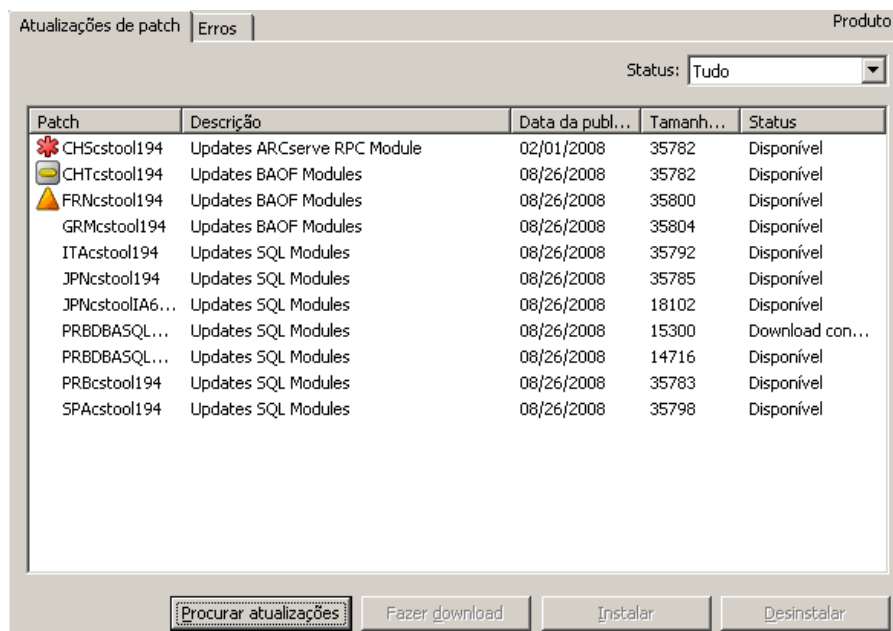 Atualizações de patch Erros Produto
Status: Tudo
Patch Descrição Data da publ... Tamanh... Status
CHScstool194 Updates ARCserve RPC Module 02/01/2008 35782 Disponível
CHTcstool194 Updates BAOF Modules 08/26/2008 35782 Disponível
FRNcstool194 Updates BAOF Modules 08/26/2008 35800 Disponível
GRMcstool194 Updates BAOF Modules 08/26/2008 35804 Disponível
ITAcstool194 Updates SQL Modules 08/26/2008 35792 Disponível
JPNcstool194 Updates SQL Modules 08/26/2008 35785 Disponível
JPNcstoolIA6... Updates SQL Modules 08/26/2008 18102 Disponível
PRBDBASQL... Updates SQL Modules 08/26/2008 15300 Download con...
PRBDBASQL... Updates SQL Modules 08/26/2008 14716 Disponível
PRBcstool194 Updates SQL Modules 08/26/2008 35783 Disponível
SPAcstool194 Updates SQL Modules 08/26/2008 35798 Disponível
Procurar atualizações Fazer download Instalar Desinstalar